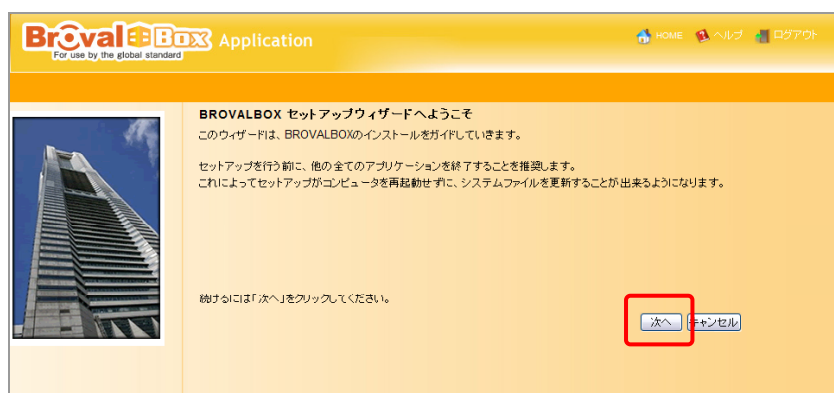 BrovalBox Application
For use by the global standard
HOME ヘルプ ログアウト
BROVALBOX セットアップウィザードへようこそ
このウィザードは、BROVALBOXのインストールをガイドしていきます。
セットアップを行う前に、他の全てのアプリケーションを終了することを推奨します。
これによってセットアップがコンピュータを再起動せずに、システムファイルを更新することが出来るようになります。
続けるには「次へ」をクリックしてください。
次へ キャンセル